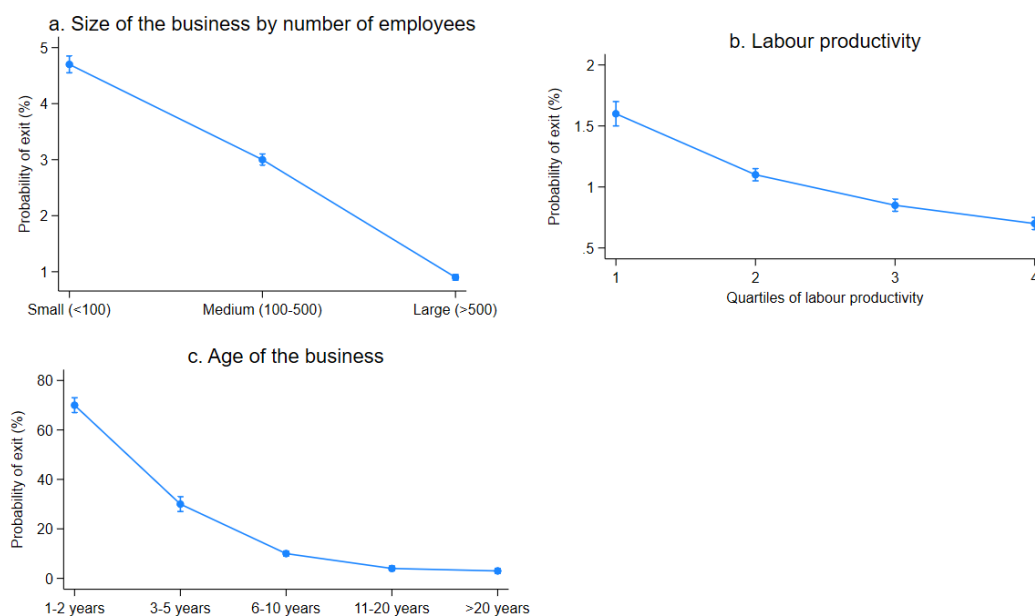 a. Size of the business by number of employees
Probability of exit (%)
5
4
3
2
1
Small (<100) Medium (100-500) Large (>500)
b. Labour productivity
Probability of exit (%)
2
1.5
1
.5
1 2 3 4
Quartiles of labour productivity
c. Age of the business
Probability of exit (%)
80
60
40
20
0
1-2 years 3-5 years 6-10 years 11-20 years >20 years